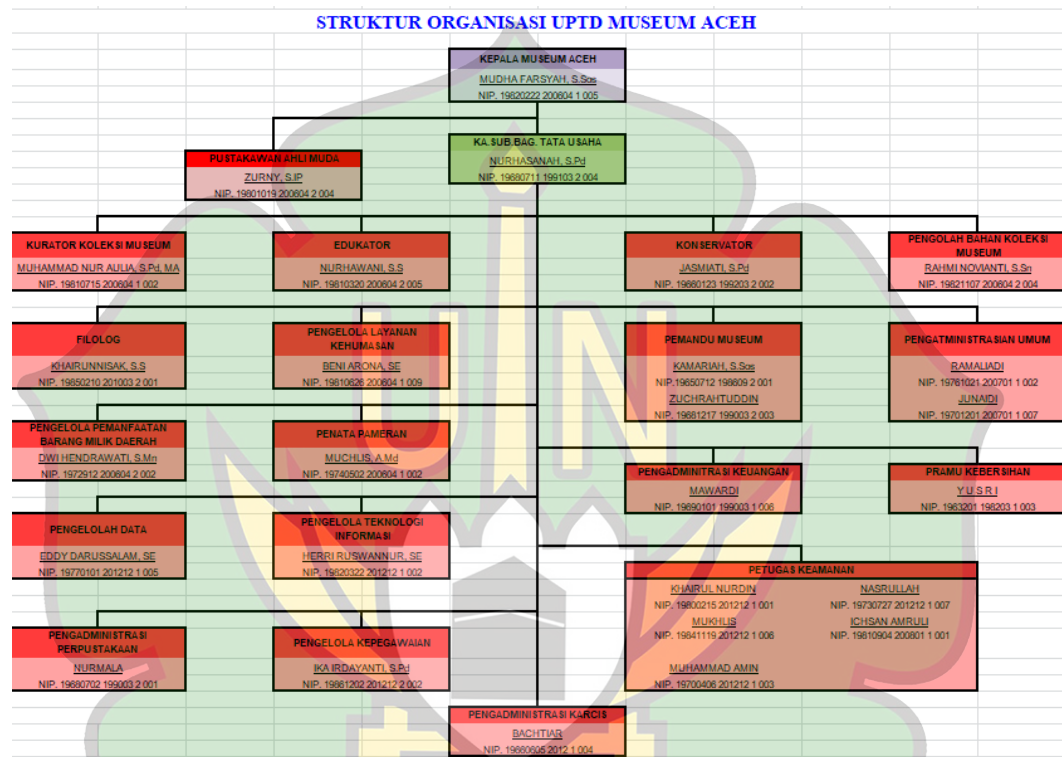 STRUKTUR ORGANISASI UPTD MUSEUM ACEH
KEPALA MUSEUM ACEH
MUDHA FARSYAH, S.Sos
NIP. 19820222 200604 1 005
KA.SUB.BAG. TATA USAHA
NURHASANAH, S.Pd
NIP. 19680711 199103 2 004
PUSTAKAWAN AHLI MUDA
ZURNY, S.IP
NIP. 19801019 200604 2 004
KURATOR KOLEKSI MUSEUM
MUHAMMAD NUR AULIA, S.Pd, MA
NIP. 19810715 200604 1 002
EDUKATOR
NURHAWANI, S.S
NIP. 19810320 200604 2 005
KONSERVATOR
JASMIATI, S.Pd
NIP. 19660123 199203 2 002
PENGOLAH BAHAN KOLEKSI
MUSEUM
RAHMI NOVIANTI, S.Sn
NIP. 19821107 200604 2 004
FILOLOG
KHAIRUNNISAK, S.S
NIP. 19850210 201003 2 001
PENGELOLA LAYANAN
KEHUMASAN
BENI ARONA, SE
NIP. 19810626 200604 1 009
PEMANDU MUSEUM
KAMARIAH, S.Sos
NIP.19650712 198609 2 001
ZUCHRAHTUDDIN
NIP. 19681217 199003 2 003
PENGATMINISTRASIAN UMUM
RAMALIADI
NIP. 19761021 200701 1 002
JUNAIDI
NIP. 19701201 200701 1 007
PENGELOLA PEMANFAATAN
BARANG MILIK DAERAH
DWI HENDRAWATI, S.Mn
NIP. 1972912 200604 2 002
PENATA PAMERAN
MUCHLIS, A.Md
NIP. 19740502 200604 1 002
PENGADMINITRASI KEUANGAN
MAWARDI
NIP. 19690101 199003 1 006
PRAMU KEBERSIHAN
Y U S R I
NIP. 1963201 198203 1 003
PENGELOLAH DATA
EDDY DARUSSALAM, SE
NIP. 19770101 201212 1 005
PENGELOLA TEKNOLOGI
INFORMASI
HERRI RUSWANNUR, SE
NIP. 19820322 201212 1 002
PETUGAS KEAMANAN
KHAIRUL NURDIN
NIP. 19800215 201212 1 001
NASRULLAH
NIP. 19730727 201212 1 007
MUKHLIS
NIP. 19841119 201212 1 006
ICHSAN AMRULI
NIP. 19810904 200801 1 001
MUHAMMAD AMIN
NIP. 19700406 201212 1 003
PENGADMINISTRASI
PERPUSTAKAAN
NURMALA
NIP. 19680702 199003 2 001
PENGELOLA KEPEGAWAIAN
IKA IRDAYANTI, S.Pd
NIP. 19861202 201212 2 002
PENGADMINISTRASI KARCIS
BACHTIAR
NIP. 19660605 2012 1 004
UIN